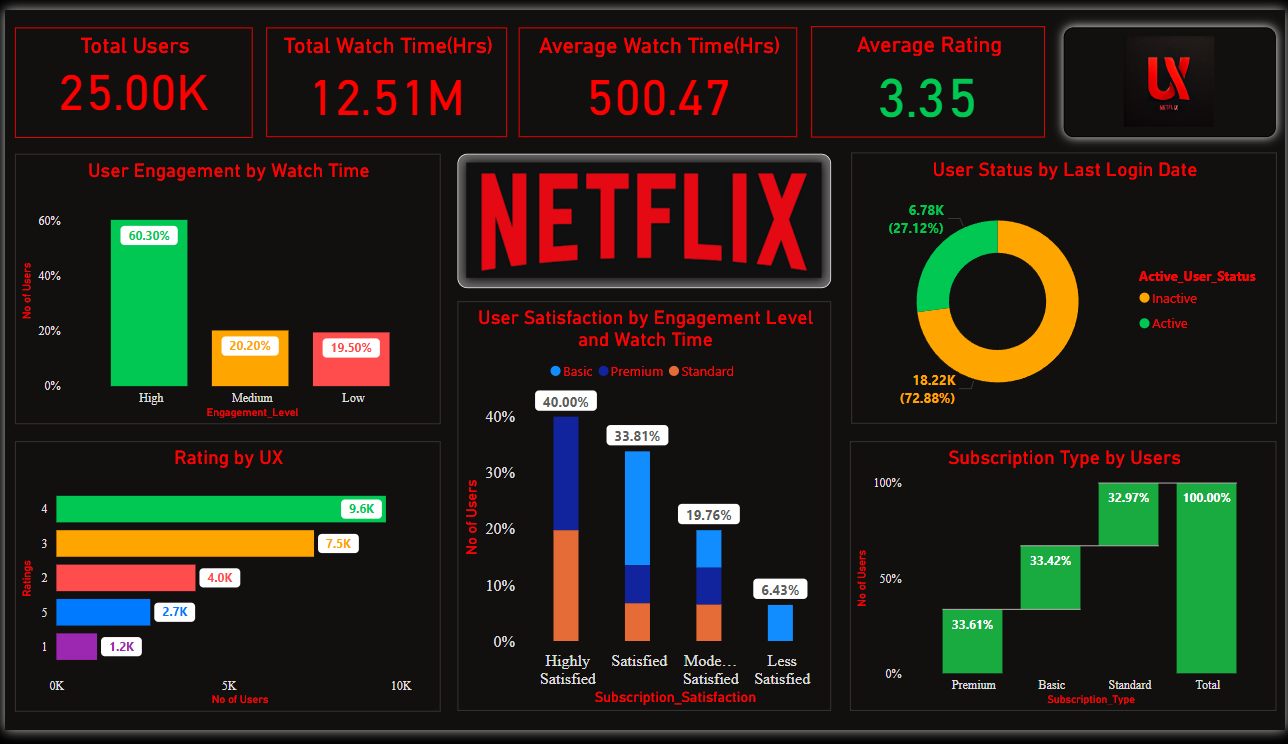 Total Users
25.00K
Total Watch Time(Hrs)
12.51M
Average Watch Time(Hrs)
500.47
Average Rating
3.35
UX
NETFLIX
User Engagement by Watch Time
No of Users
60%
40%
20%
0%
60.30%
20.20%
19.50%
High
Medium
Low
Engagement_Level
NETFLIX
User Status by Last Login Date
6.78K
(27.12%)
18.22K
(72.88%)
Active_User_Status
Inactive
Active
User Satisfaction by Engagement Level
and Watch Time
Basic Premium Standard
No of Users
40%
30%
20%
10%
0%
40.00%
33.81%
19.76%
6.43%
Highly
Satisfied
Satisfied
Mode…
Satisfied
Less
Satisfied
Subscription_Satisfaction
Rating by UX
Ratings
4 9.6K
3 7.5K
2 4.0K
5 2.7K
1 1.2K
0K 5K 10K
No of Users
Subscription Type by Users
No of Users
100%
50%
0%
33.61%
33.42%
32.97%
100.00%
Premium
Basic
Standard
Total
Subscription_Type